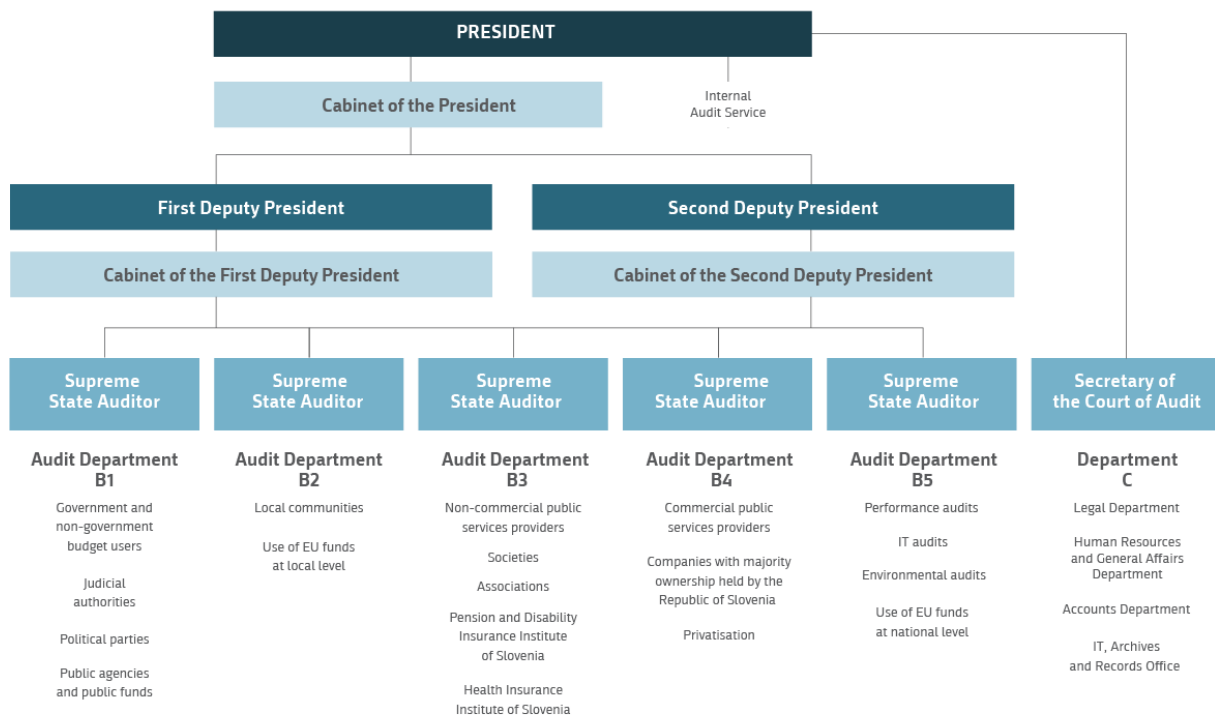 PRESIDENT
Cabinet of the President
Internal
Audit Service
First Deputy President
Second Deputy President
Cabinet of the First Deputy President
Cabinet of the Second Deputy President
Supreme
State Auditor
Audit Department
B1
Government and
non-government
budget users
Judicial
authorities
Political parties
Public agencies
and public funds
Supreme
State Auditor
Audit Department
B2
Local communities
Use of EU funds
at local level
Supreme
State Auditor
Audit Department
B3
Non-commercial public
services providers
Societies
Associations
Pension and Disability
Insurance Institute
of Slovenia
Health Insurance
Institute of Slovenia
Supreme
State Auditor
Audit Department
B4
Commercial public
services providers
Companies with majority
ownership held by the
Republic of Slovenia
Privatisation
Supreme
State Auditor
Audit Department
B5
Performance audits
IT audits
Environmental audits
Use of EU funds
at national level
Secretary of
the Court of Audit
Department
C
Legal Department
Human Resources
and General Affairs
Department
Accounts Department
IT, Archives
and Records Office